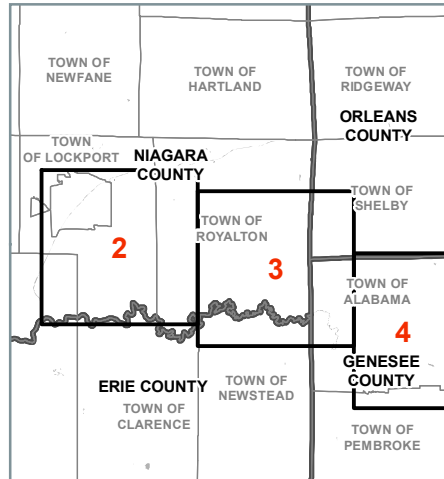 TOWN OF
NEWFANE
TOWN OF
HARTLAND
TOWN OF
RIDGEWAY
ORLEANS
COUNTY
TOWN
OF LOCKPORT
NIAGARA
COUNTY
TOWN OF
SHELBY
TOWN OF
ROYALTON
2
3
TOWN OF
ALABAMA
4
GENESEE
COUNTY
ERIE COUNTY
TOWN OF
NEWSTEAD
TOWN OF
CLARENCE
TOWN OF
PEMBROKE